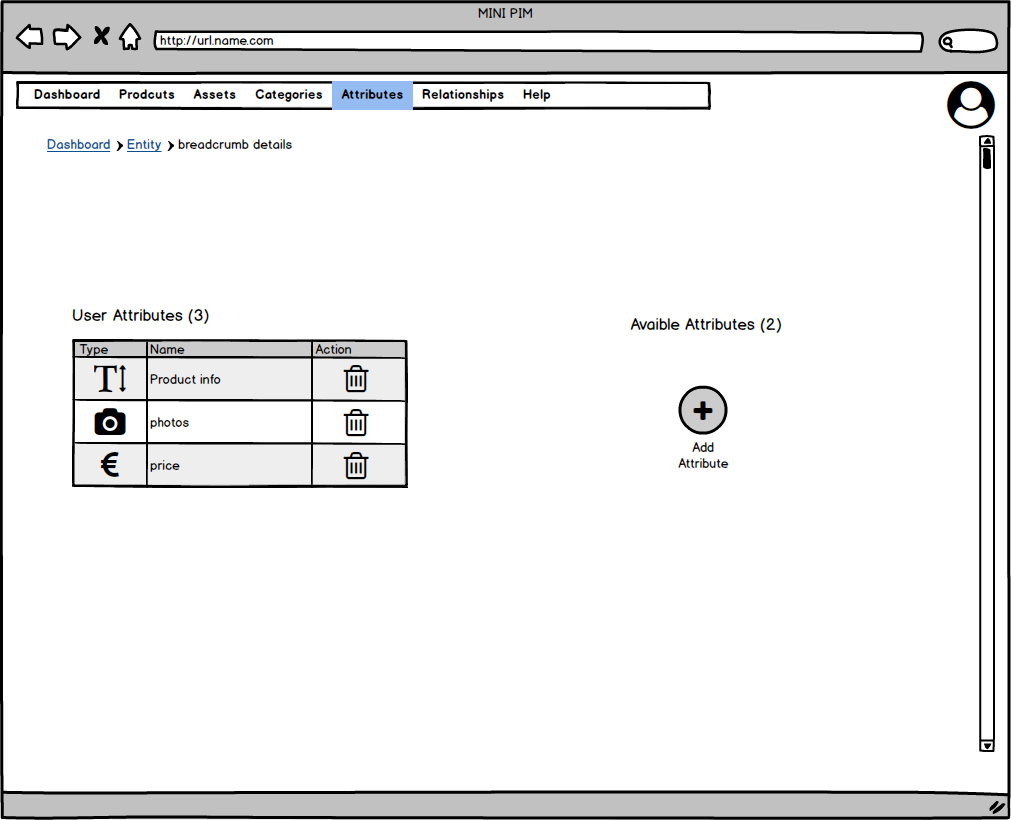 MINI PIM
http://url.name.com
Dashboard Prodcuts Assets Categories Attributes Relationships Help
Dashboard Entity breadcrumb details
User Attributes (3)
Avaible Attributes (2)
Type Name Action
Product info
photos
€ price
Add
Attribute